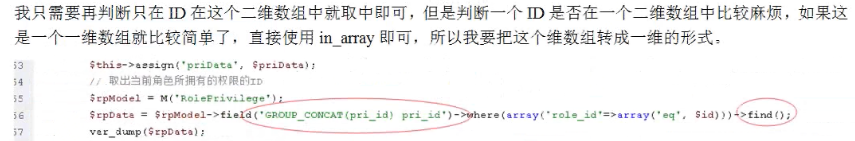 我只需要再判断只在 ID 在这个二维数组中就取中即可，但是判断一个 ID 是否在一个二维数组中比较麻烦，如果这
是一个一维数组就比较简单了，直接使用 in_array 即可，所以我要把这个维数组转成一维的形式。
53 $this->assign('priData', $priData);
54 // 取出当前角色所拥有的权限的ID
55 $rpModel = M('RolePrivilege');
56 $rpData = $rpModel->field('GROUP_CONCAT(pri_id) pri_id')->where(array('role_id'=>array('eq', $id)))->find();
57 var_dump($rpData);